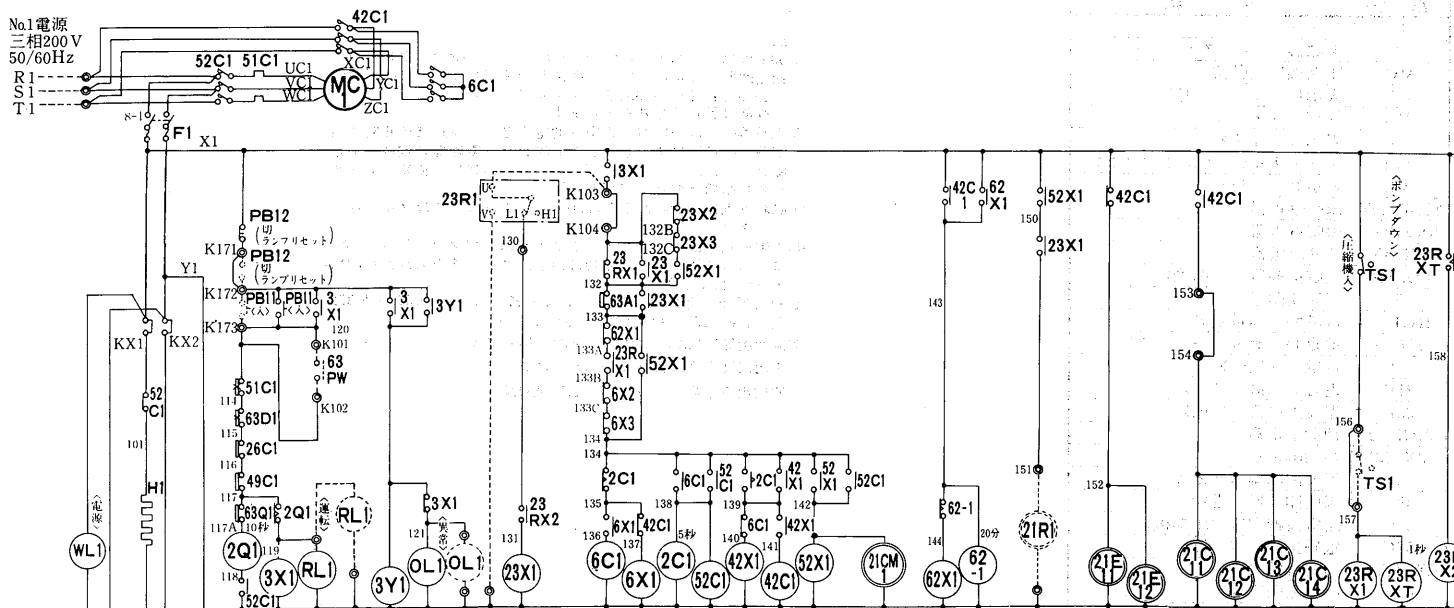 No.1電源
三相200V
50/60Hz
R1
S1
T1
52C1
51C1
UC1
VC1
WC1
MC
1
XC1
YC1
ZC1
42C1
6C1
8-1
F1
X1
Y1
KX1
KX2
52
C1
101
H1
〈電源〉
WL1
PB12
(切
ランプリセット)
K171
PB12
(切
ランプリセット)
K172
PB11
〈入〉
PB11
〈入〉
3
X1
K173
120
K101
63
PW
K102
51C1
114
63D1
115
26C1
116
49C1
117
63Q1
2Q1
117A
10秒
2Q1
118
52C1
119
3X1
〈運転〉
RL1
RL1
3
X1
3Y1
3X1
121
〈異常〉
3Y1
OL1
OL1
23R1
U
V
L1
H1
130
23
RX2
131
23X1
3X1
K103
K104
23X2
132B
23X3
132C
23
RX1
23
X1
52X1
132
63A1
23X1
133
62X1
133A
23R
X1
52X1
133B
6X2
133C
6X3
134
134
2C1
6C1
52
C1
2C1
42
X1
52
X1
52C1
135
138
139
142
6X1
42C1
6C1
42X1
136
137
5秒
140
141
6C1
6X1
2C1
52C1
42X1
42C1
52X1
21CM
1
42C
1
62
X1
143
62-1
144
20分
62X1
62
-1
52X1
150
23X1
151
21R1
42C1
152
21E
11
21E
12
42C1
153
154
21C
11
21C
12
21C
13
21C
14
〈ポンプダウン〉
〈圧縮機入〉
TS1
156
TS1
157
1秒
23R
X1
23R
XT
23R
XT
158